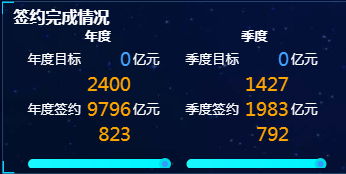 签约完成情况
年度 季度
年度目标 0亿元 季度目标 0亿元
2400 1427
年度签约 9796亿元 季度签约 1983亿元
823 792